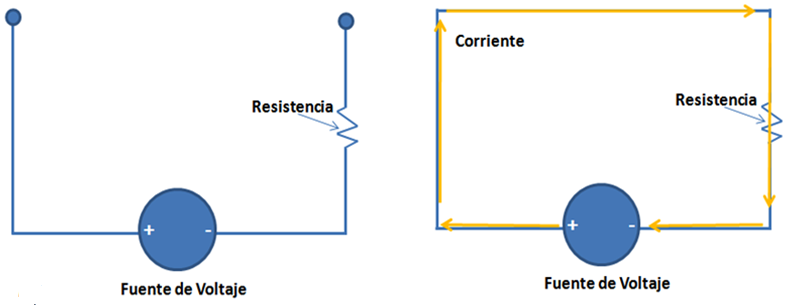 Resistencia
+ -
Fuente de Voltaje
Corriente
Resistencia
+ -
Fuente de Voltaje